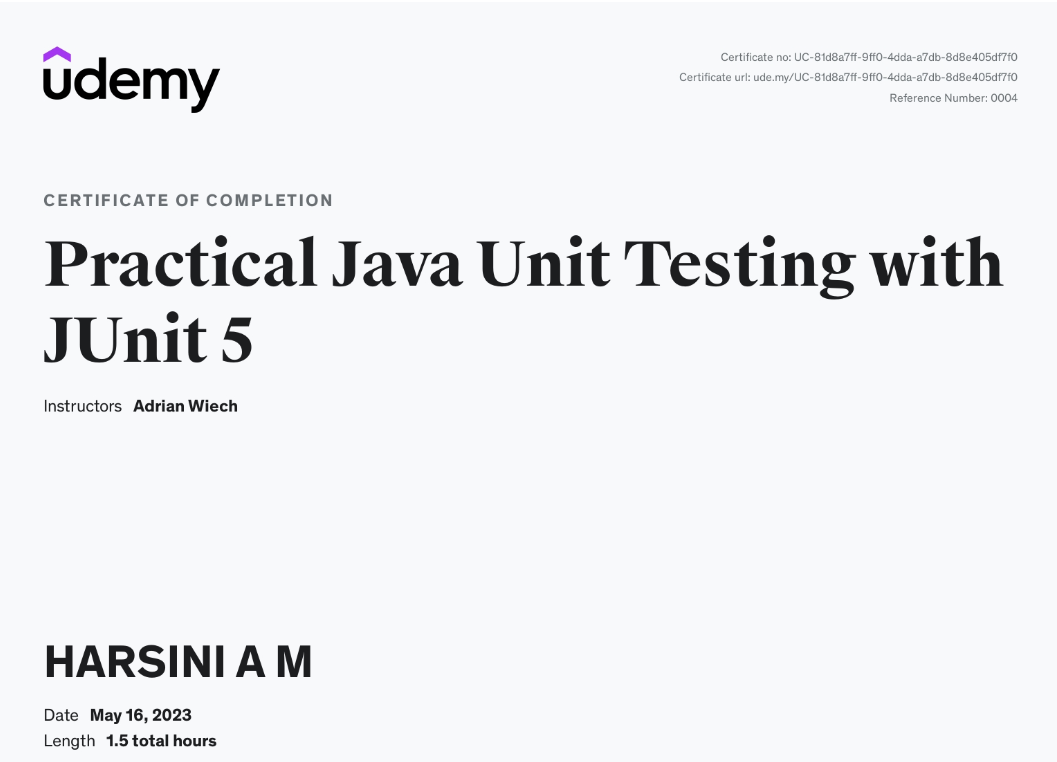 udemy
Certificate no: UC-81d8a7ff-9ff0-4dda-a7db-8d8e405df7f0
Certificate url: ude.my/UC-81d8a7ff-9ff0-4dda-a7db-8d8e405df7f0
Reference Number: 0004
CERTIFICATE OF COMPLETION
Practical Java Unit Testing with
JUnit 5
Instructors Adrian Wiech
HARSINI A M
Date May 16, 2023
Length 1.5 total hours